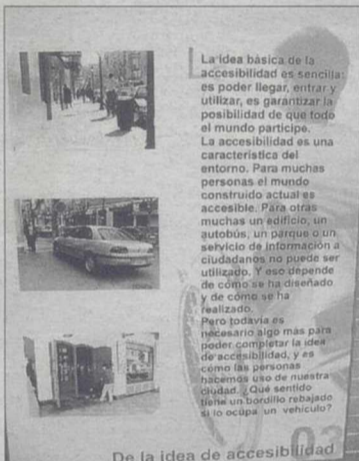 La idea básica de la
accesibilidad es sencilla:
es poder llegar, entrar y
utilizar, es garantizar la
posibilidad de que todo
el mundo participe.
La accesibilidad es una
característica del
entorno. Para muchas
personas el mundo
construido actual es
accesible. Para otras
muchas un edificio, un
autobús, un parque o un
servicio de información a
ciudadanos no puede ser
utilizado. Y eso depende
de cómo se ha diseñado
y de cómo se ha
realizado.
Pero todavía es
necesario algo más para
poder completar la idea
de accesibilidad, y es
cómo las personas
hacemos uso de nuestra
ciudad. ¿Qué sentido
tiene un bordillo rebajado
si lo ocupa un vehículo?
03
De la idea de accesibilidad